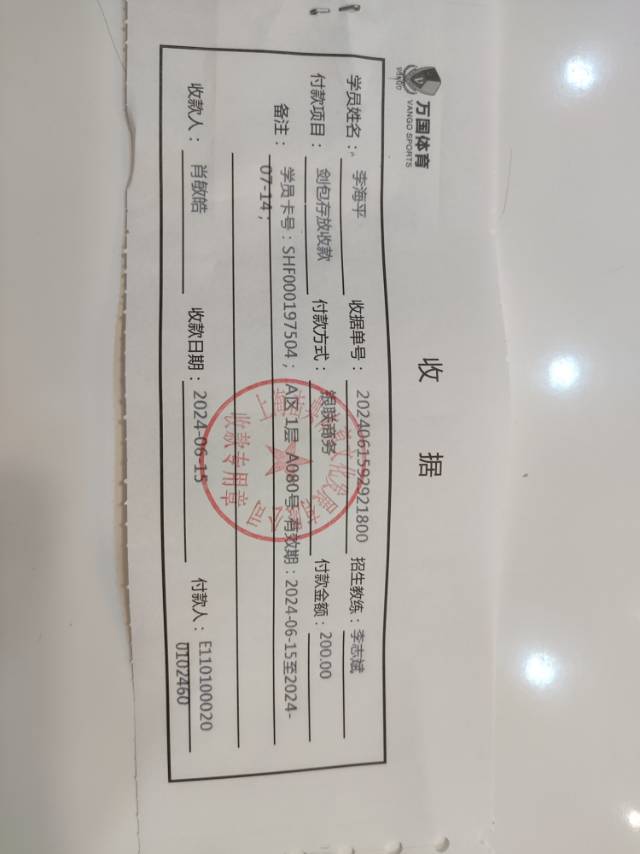 万国体育
VANGO SPORTS
收 据
学员姓名： 李海平 收据单号： 2024061592921800 招生教练： 李志斌
付款项目： 剑包存放收款 付款方式： 银联商务 付款金额： 200.00
备注： 学员卡号：SHF000197504； A区 1层 A080号 有效期：2024-06-15至2024-
07-14；
收款人： 肖敏皓 收款日期： 2024-06-15 付款人： E110100020
0102460
收款专用章